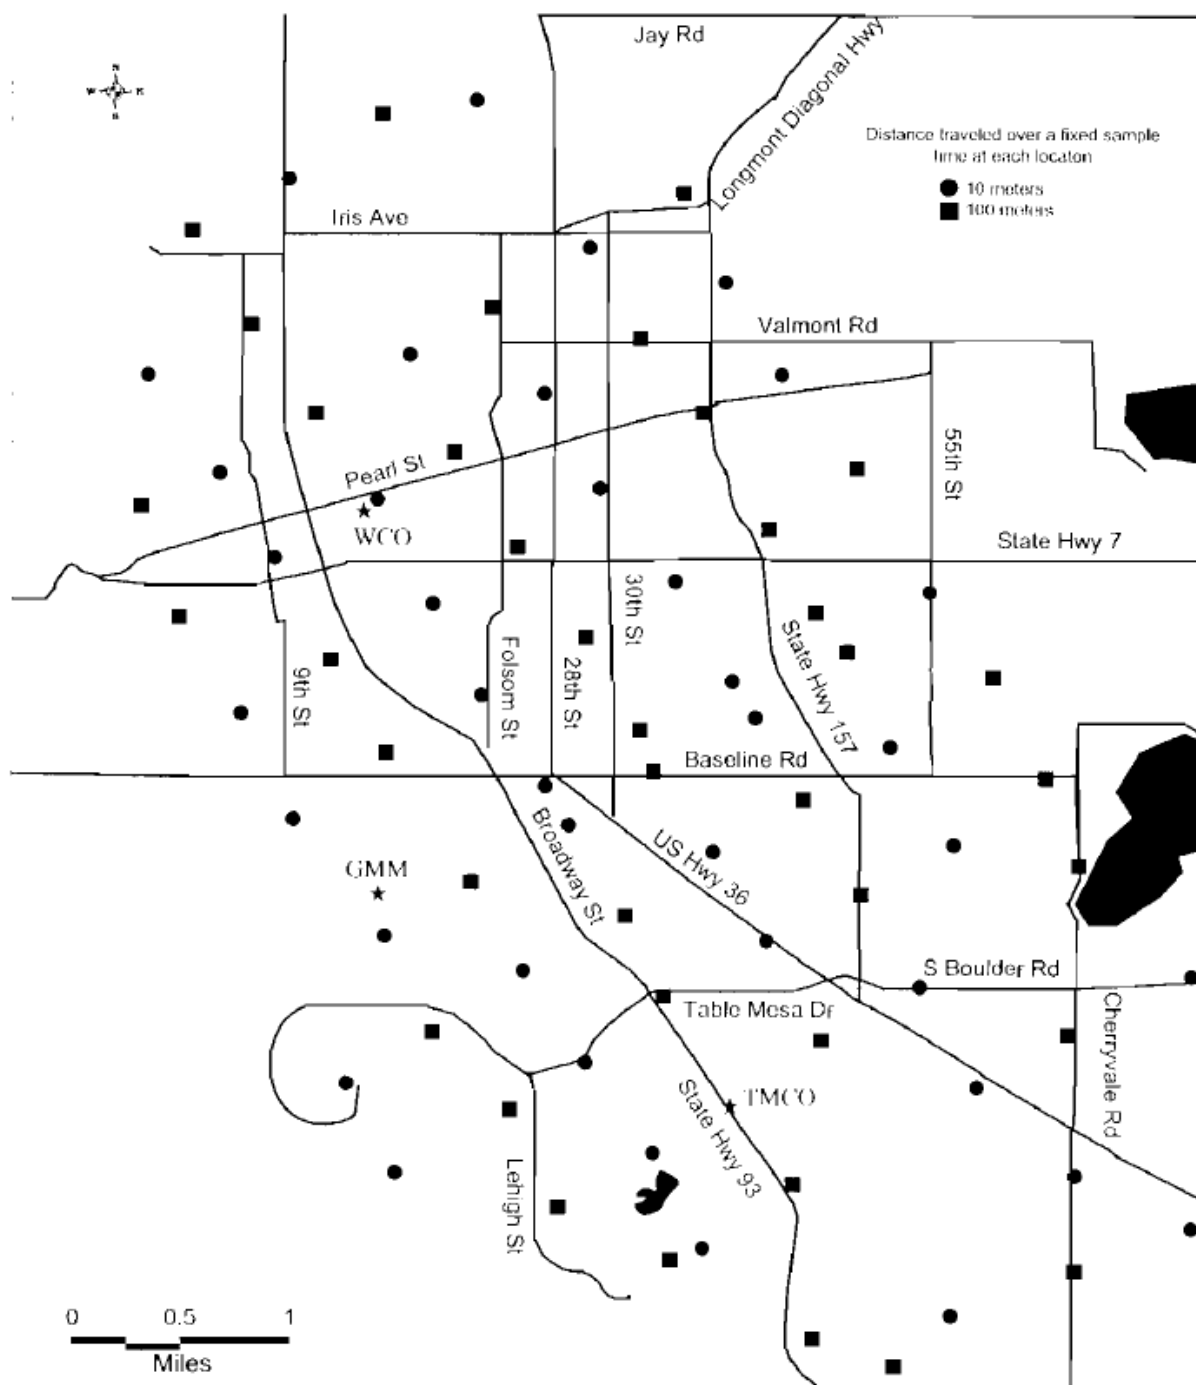 Jay Rd
Longmont Diagonal Hwy
N
W E
S
Distance traveled over a fixed sample
time at each locaton
10 meters
100 meters
Iris Ave
Valmont Rd
55th St
Pearl St
WCO
State Hwy 7
30th St
Folsom St
28th St
9th St
State Hwy 157
Baseline Rd
Broadway St
US Hwy 36
GMM
S Boulder Rd
Table Mesa Dr
Cherryvale Rd
State Hwy 93
TMCO
Lehigh St
0 0.5 1
Miles